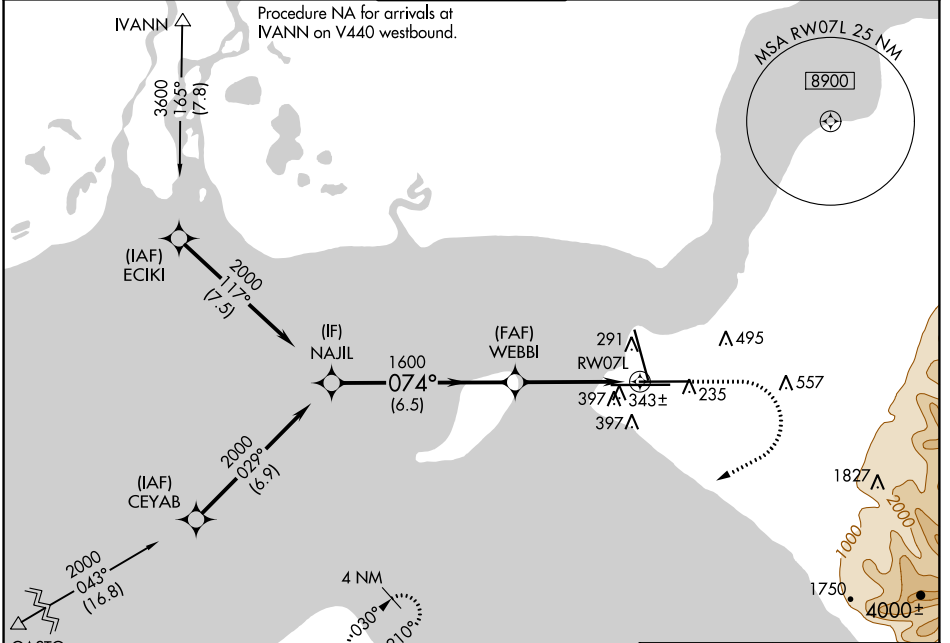 IVANN
Procedure NA for arrivals at
IVANN on V440 westbound.
MSA RW07L 25 NM
8900
3600
165°
(7.8)
(IAF)
ECIKI
2000
117°
(7.5)
(IF)
NAJIL
1600
074°
(6.5)
(FAF)
WEBBI
RW07L
291
495
397
343±
235
557
397
(IAF)
CEYAB
2000
029°
(6.9)
2000
043°
(16.8)
4 NM
030°
210°
1827
2000
1000
1750
4000±